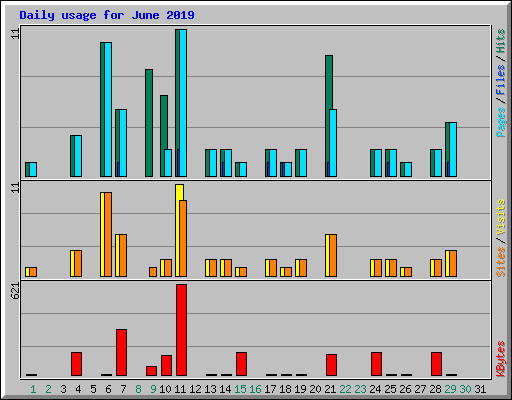 Daily usage for June 2019
11
Pages / Files / Hits
11
Sites / Visits
621
KBytes
1 2 3 4 5 6 7 8 9 10 11 12 13 14 15 16 17 18 19 20 21 22 23 24 25 26 27 28 29 30 31